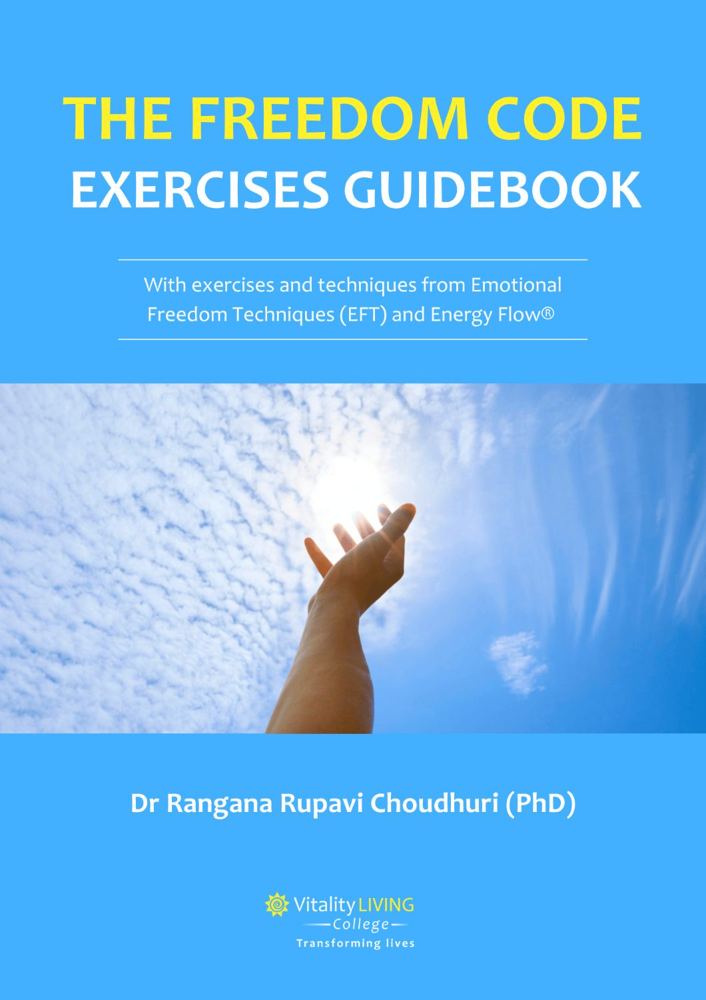 THE FREEDOM CODE
EXERCISES GUIDEBOOK
With exercises and techniques from Emotional
Freedom Techniques (EFT) and Energy Flow®
Dr Rangana Rupavi Choudhuri (PhD)
Vitality LIVING
College
Transforming lives